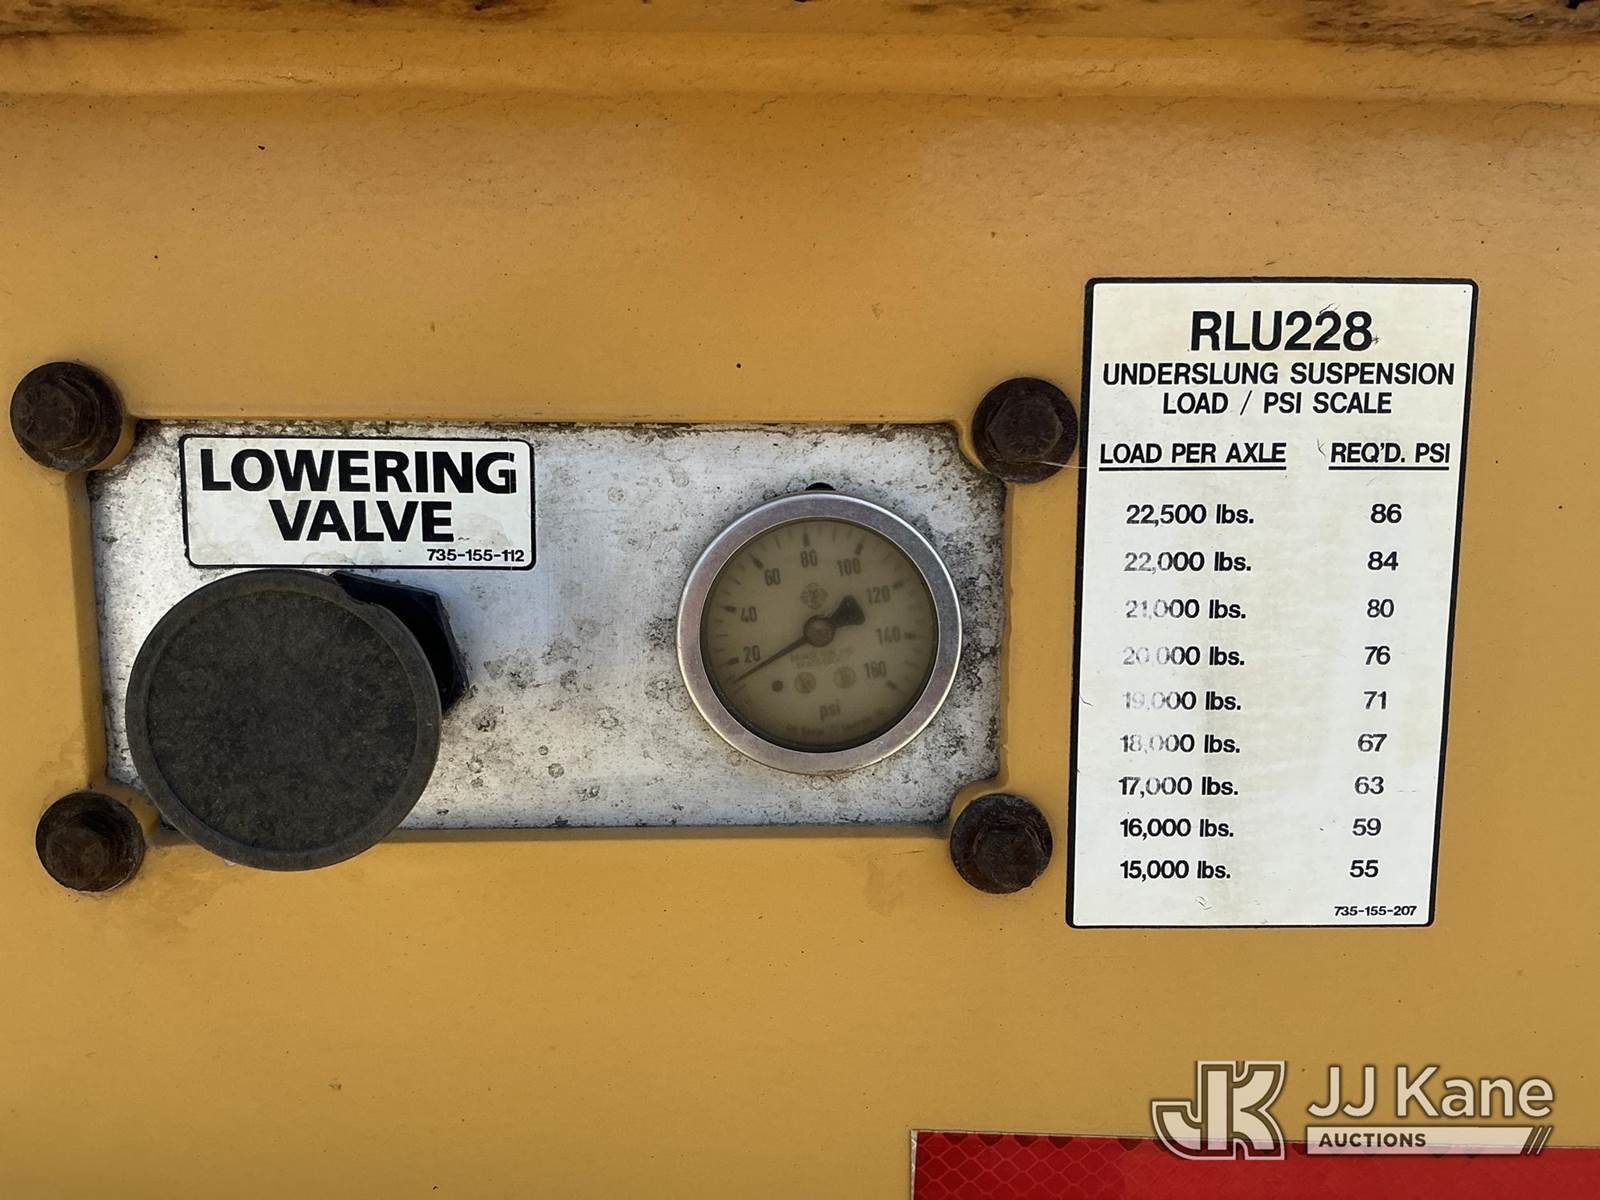 LOWERING
VALVE
735-155-112
20
40
60
80
100
120
140
160
psi
RLU228
UNDERSLUNG SUSPENSION
LOAD / PSI SCALE
LOAD PER AXLE REQ'D. PSI
22,500 lbs. 86
22,000 lbs. 84
21,000 lbs. 80
20,000 lbs. 76
19,000 lbs. 71
18,000 lbs. 67
17,000 lbs. 63
16,000 lbs. 59
15,000 lbs. 55
735-155-207
JK JJ Kane
AUCTIONS